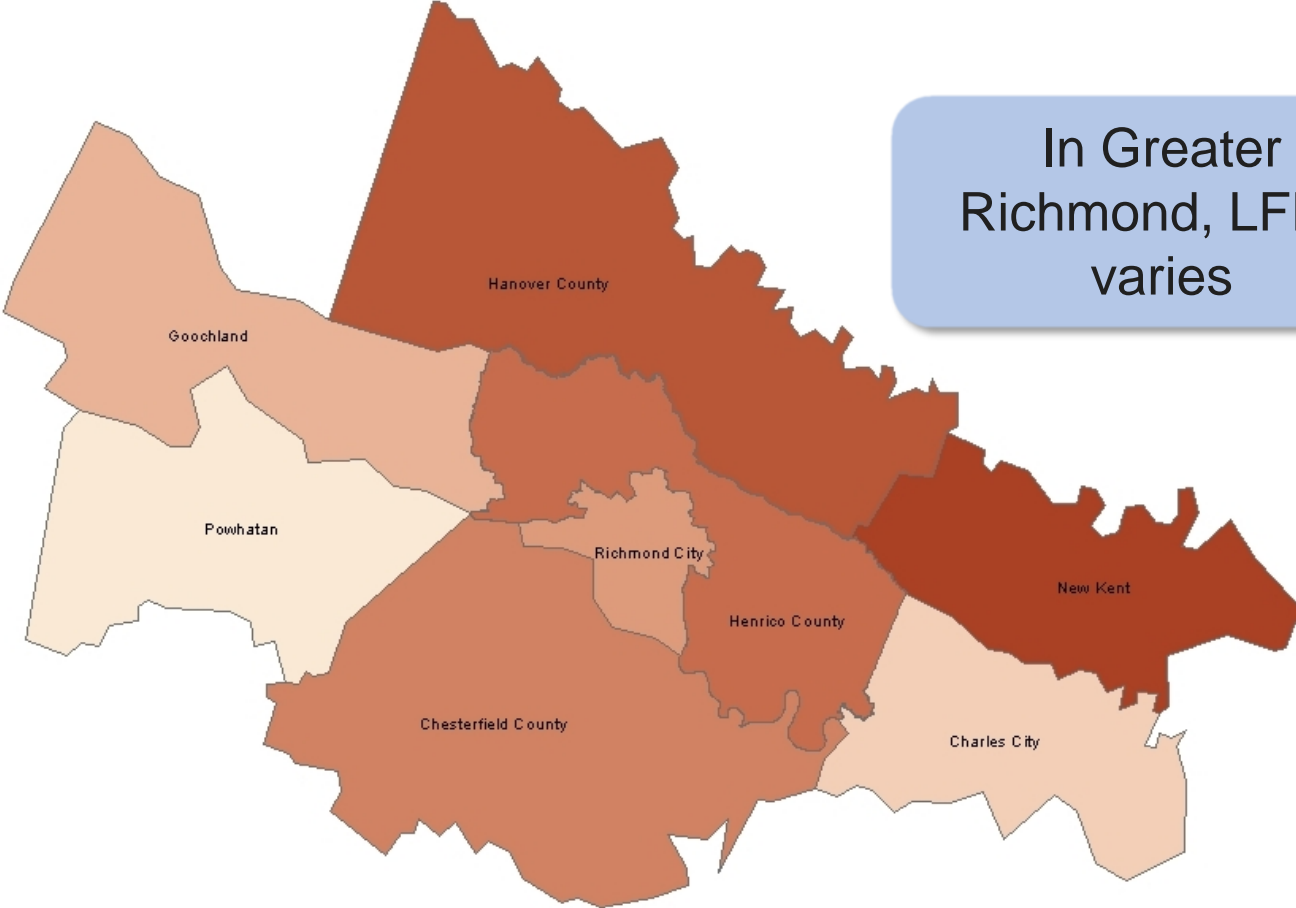 In Greater
Richmond, LF
varies
Hanover County
Goochland
Powhatan
Richmond City
New Kent
Henrico County
Chesterfield County
Charles City